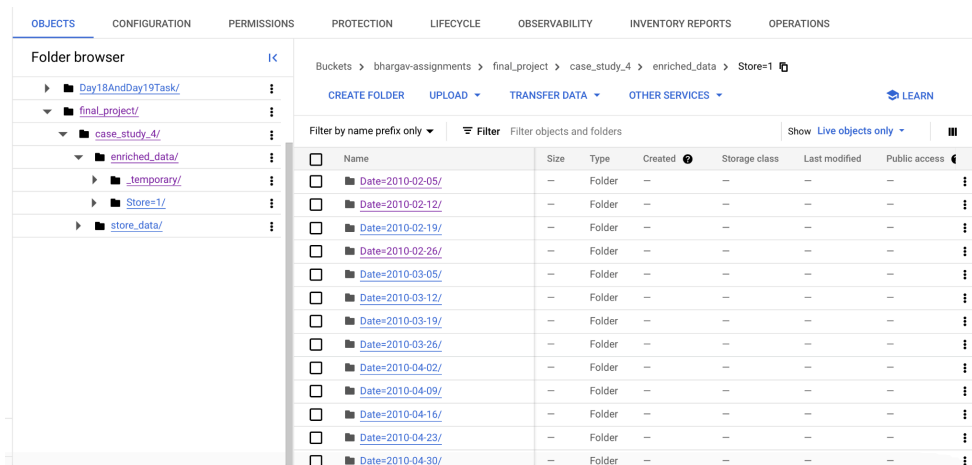 OBJECTS CONFIGURATION PERMISSIONS PROTECTION LIFECYCLE OBSERVABILITY INVENTORY REPORTS OPERATIONS
Folder browser
Day18AndDay19Task/
final_project/
case_study_4/
enriched_data/
_temporary/
Store=1/
store_data/
Buckets > bhargav-assignments > final_project > case_study_4 > enriched_data > Store=1
CREATE FOLDER UPLOAD TRANSFER DATA OTHER SERVICES LEARN
Filter by name prefix only Filter Filter objects and folders Show Live objects only
Name Size Type Created Storage class Last modified Public access
Date=2010-02-05/ — Folder — — — —
Date=2010-02-12/ — Folder — — — —
Date=2010-02-19/ — Folder — — — —
Date=2010-02-26/ — Folder — — — —
Date=2010-03-05/ — Folder — — — —
Date=2010-03-12/ — Folder — — — —
Date=2010-03-19/ — Folder — — — —
Date=2010-03-26/ — Folder — — — —
Date=2010-04-02/ — Folder — — — —
Date=2010-04-09/ — Folder — — — —
Date=2010-04-16/ — Folder — — — —
Date=2010-04-23/ — Folder — — — —
Date=2010-04-30/ — Folder — — — —